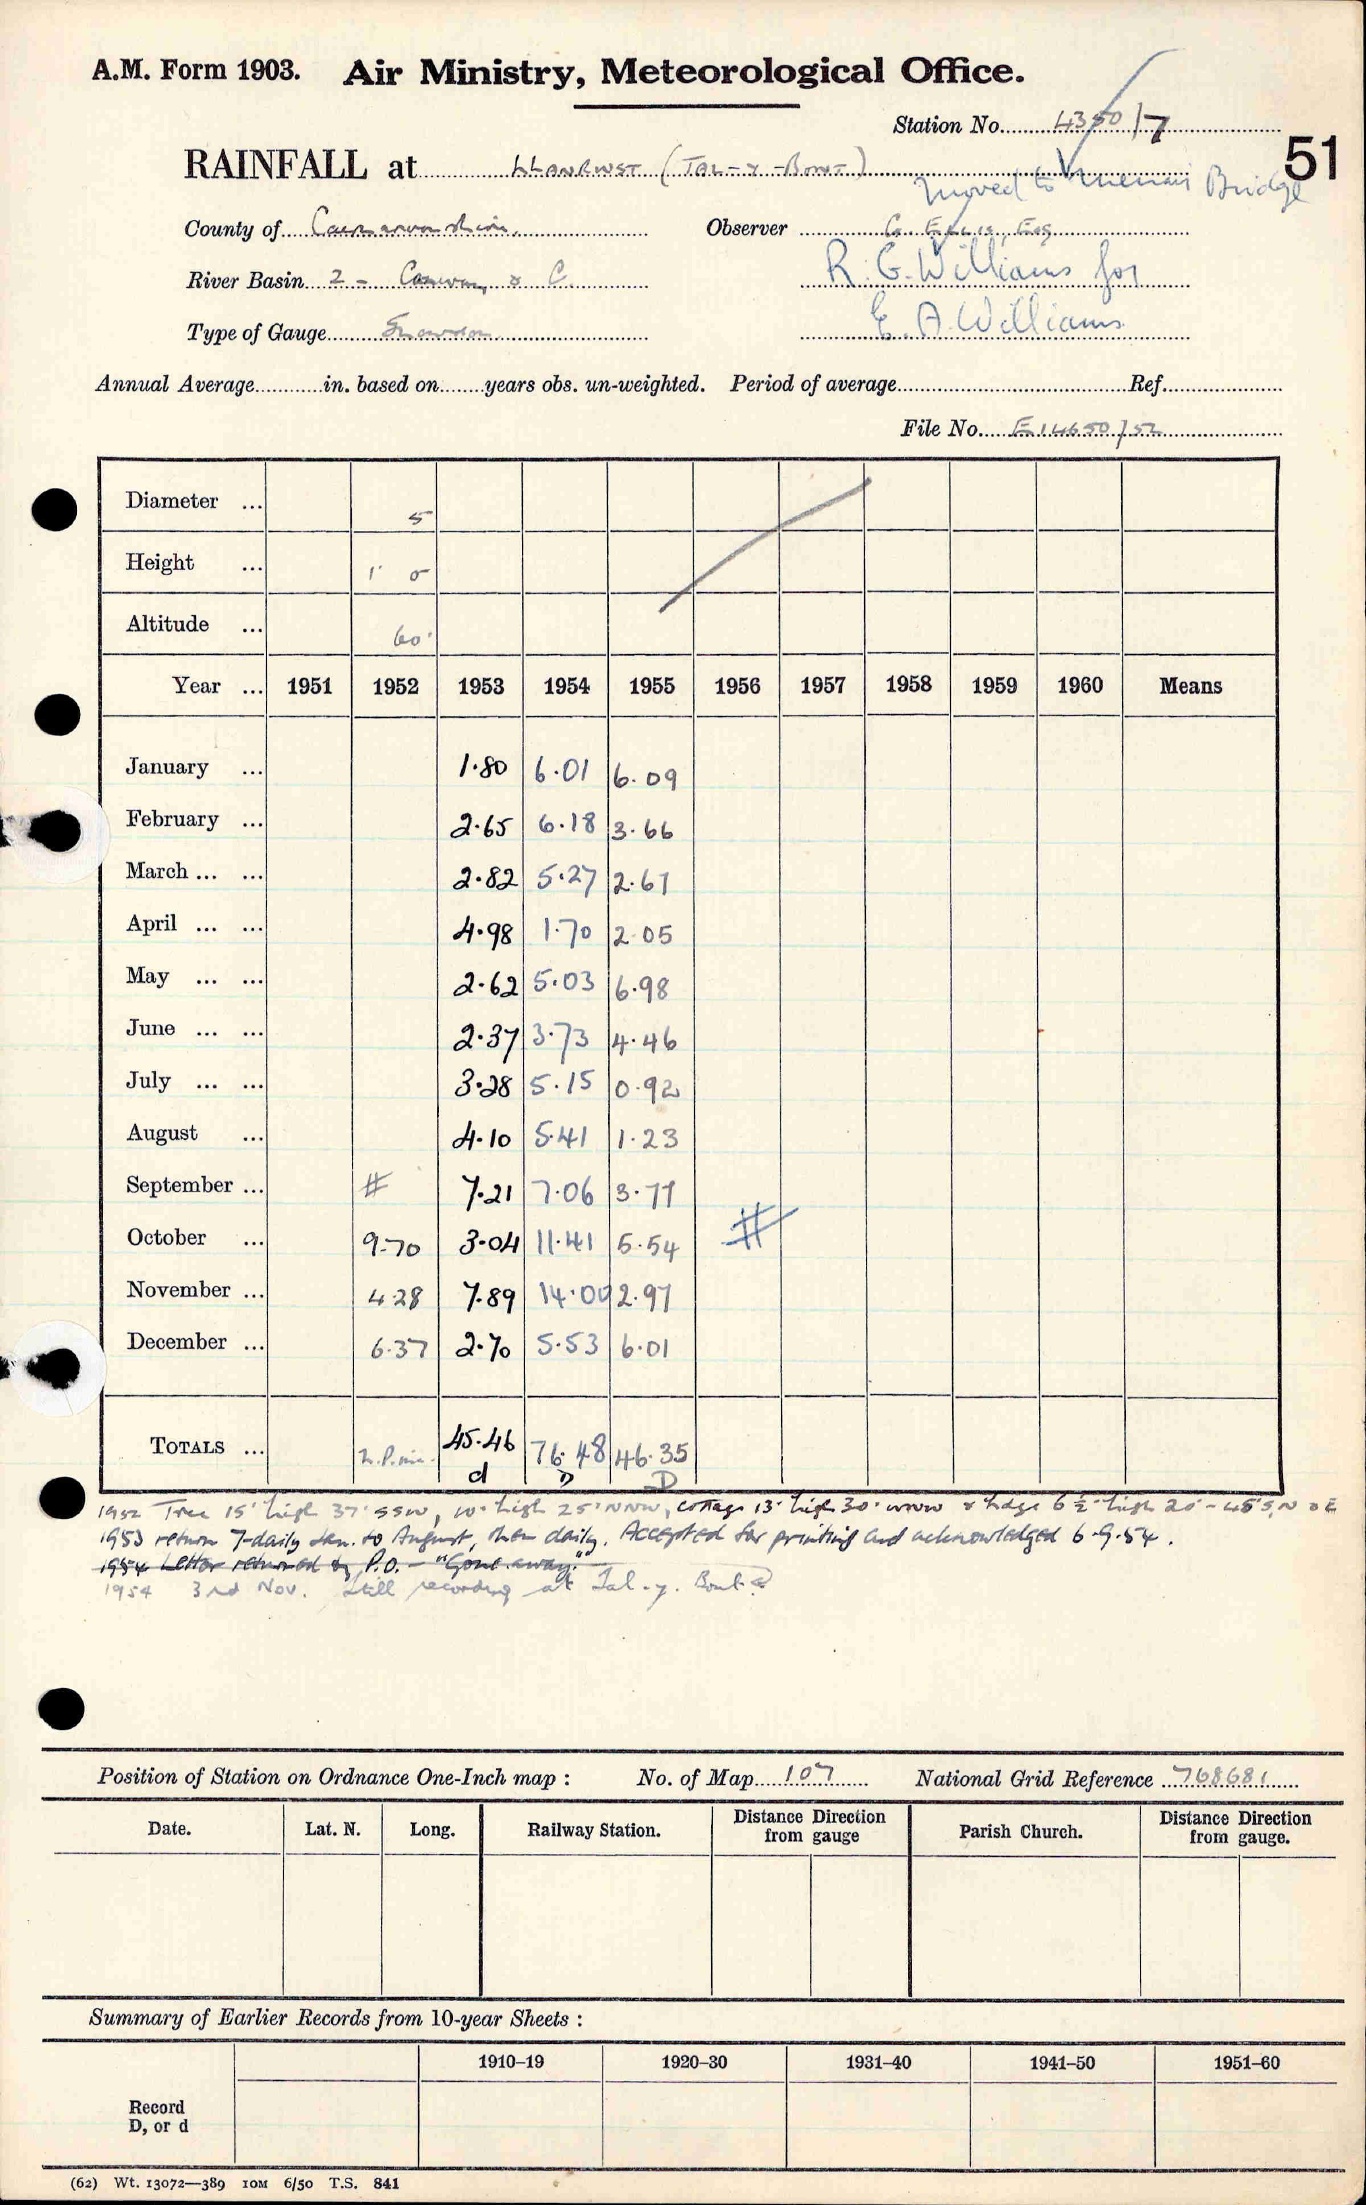 A.M. Form 1903. Air Ministry, Meteorological Office.
Station No. 4350/7
51
RAINFALL at LLANRWST (TAL-Y-BONT)
Moved to Menai Bridge
County of Caernarvonshire. Observer G. Ellis, Esq
R. G. Williams for
River Basin 2 - Conway & C.
E. A. Williams
Type of Gauge Snowdon
Annual Average in. based on years obs. un-weighted. Period of average Ref.
File No. E14650/52
Diameter ... 5
Height ... 1' 0
Altitude ... 60'
Year ... 1951 1952 1953 1954 1955 1956 1957 1958 1959 1960 Means
January ... 1.80 6.01 6.09
February ... 2.65 6.18 3.66
March ... ... 2.82 5.27 2.67
April ... ... 4.98 1.70 2.05
May ... ... 2.62 5.03 6.98
June ... ... 2.37 3.73 4.46
July ... ... 3.28 5.15 0.92
August ... 4.10 5.41 1.23
September ... # 7.21 7.06 3.77
October ... 9.70 3.04 11.41 5.54 #
November ... 4.28 7.89 14.00 2.97
December ... 6.37 2.70 5.53 6.01
TOTALS ... 45.46 76.48 46.35
d D D
1952 Tree 15' high 37' SSW, 10' high 25' NNW, cottage 13' high 30' WNW & hedge 6½' high 20'-45' S, N & E
1953 return 7-daily Jan. to August, then daily. Accepted for printing and acknowledged 6.9.54.
1954 Letter returned by P.O. - "Gone away."
1954 3rd Nov. Still recording at Tal-y-Bont
Position of Station on Ordnance One-Inch map : No. of Map 107 National Grid Reference 768681
Date. Lat. N. Long. Railway Station. Distance Direction from gauge Parish Church. Distance Direction from gauge.
Summary of Earlier Records from 10-year Sheets :
1910–19 1920–30 1931–40 1941–50 1951–60
Record
D, or d
(62) Wt. 13072—389 10M 6/50 T.S. 841